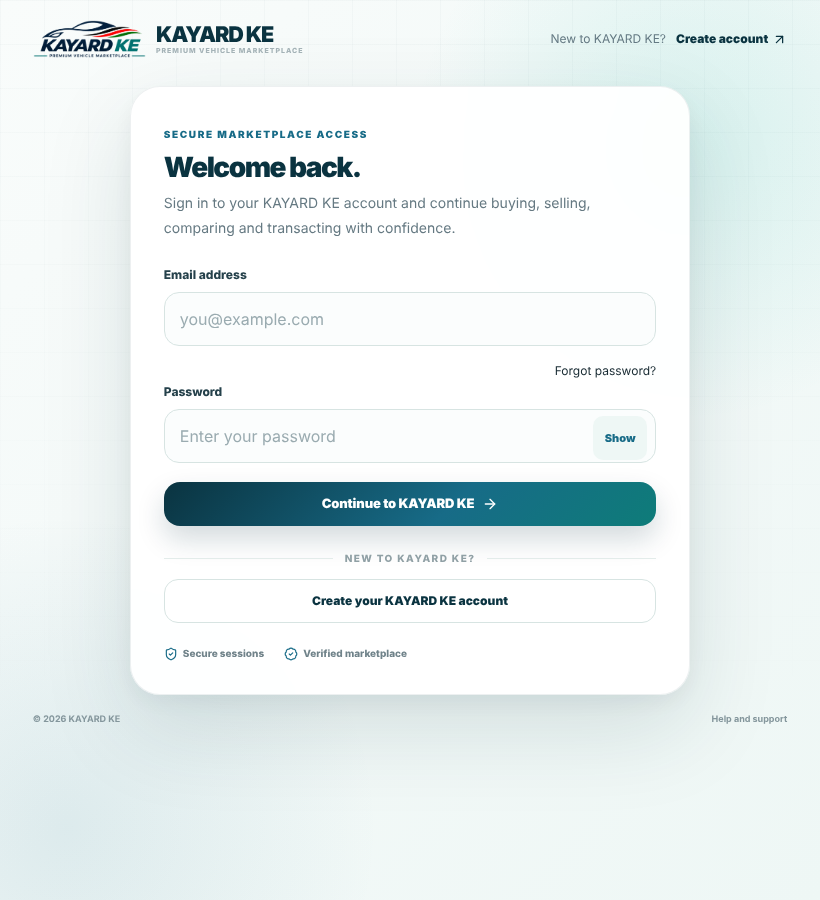 KAYARD KE
PREMIUM VEHICLE MARKETPLACE
KAYARD KE
PREMIUM VEHICLE MARKETPLACE
New to KAYARD KE? Create account
SECURE MARKETPLACE ACCESS
Welcome back.
Sign in to your KAYARD KE account and continue buying, selling,
comparing and transacting with confidence.
Email address
you@example.com
Forgot password?
Password
Enter your password
Show
Continue to KAYARD KE
NEW TO KAYARD KE?
Create your KAYARD KE account
Secure sessions
Verified marketplace
© 2026 KAYARD KE
Help and support